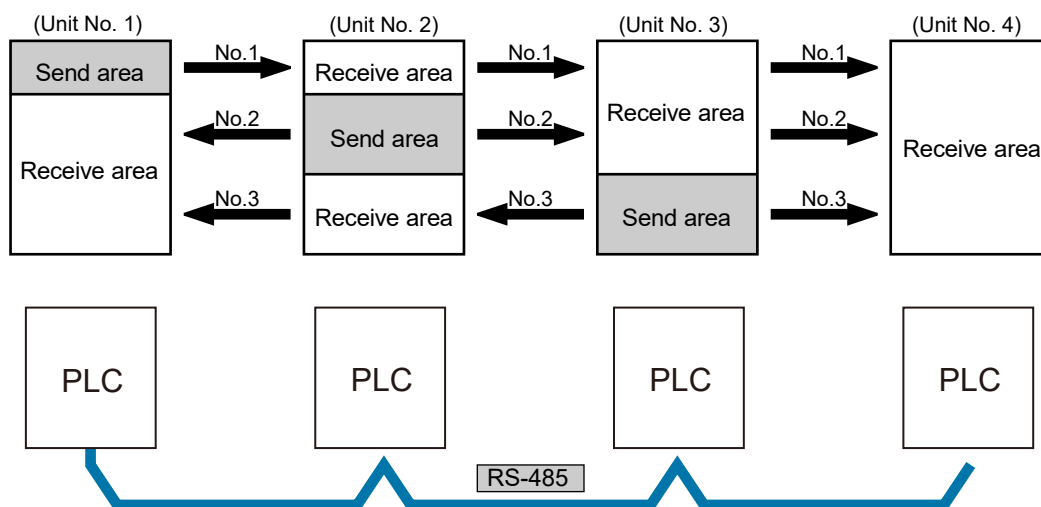 (Unit No. 1) (Unit No. 2) (Unit No. 3) (Unit No. 4)
No.1 No.1 No.1
Send area Receive area
Receive area
No.2 No.2 No.2
Send area
Receive area
Receive area
No.3 No.3 No.3
Receive area Send area
PLC PLC PLC PLC
RS-485